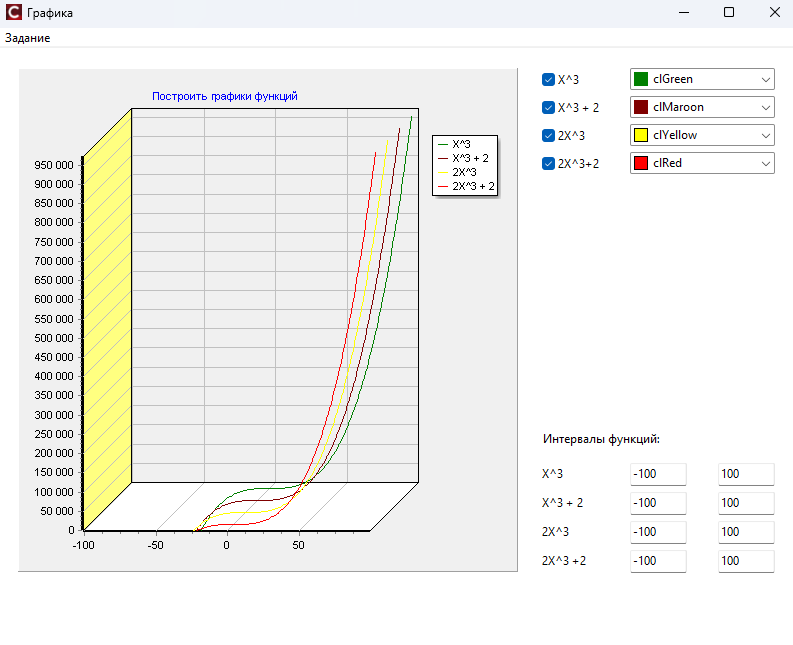 Графика
Задание
Построить графики функций
X^3
X^3 + 2
2X^3
2X^3 + 2
950 000
900 000
850 000
800 000
750 000
700 000
650 000
600 000
550 000
500 000
450 000
400 000
350 000
300 000
250 000
200 000
150 000
100 000
50 000
0
-100 -50 0 50
X^3 clGreen
X^3 + 2 clMaroon
2X^3 clYellow
2X^3+2 clRed
Интервалы функций:
X^3 -100 100
X^3 + 2 -100 100
2X^3 -100 100
2X^3 +2 -100 100